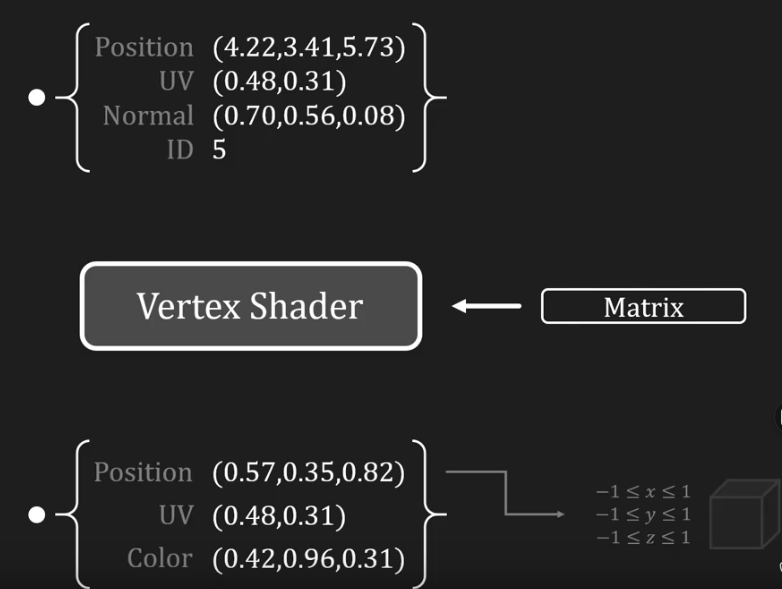 Position (4.22,3.41,5.73)
UV (0.48,0.31)
Normal (0.70,0.56,0.08)
ID 5
Vertex Shader
Matrix
Position (0.57,0.35,0.82)
UV (0.48,0.31)
Color (0.42,0.96,0.31)
−1 ≤ x ≤ 1
−1 ≤ y ≤ 1
−1 ≤ z ≤ 1